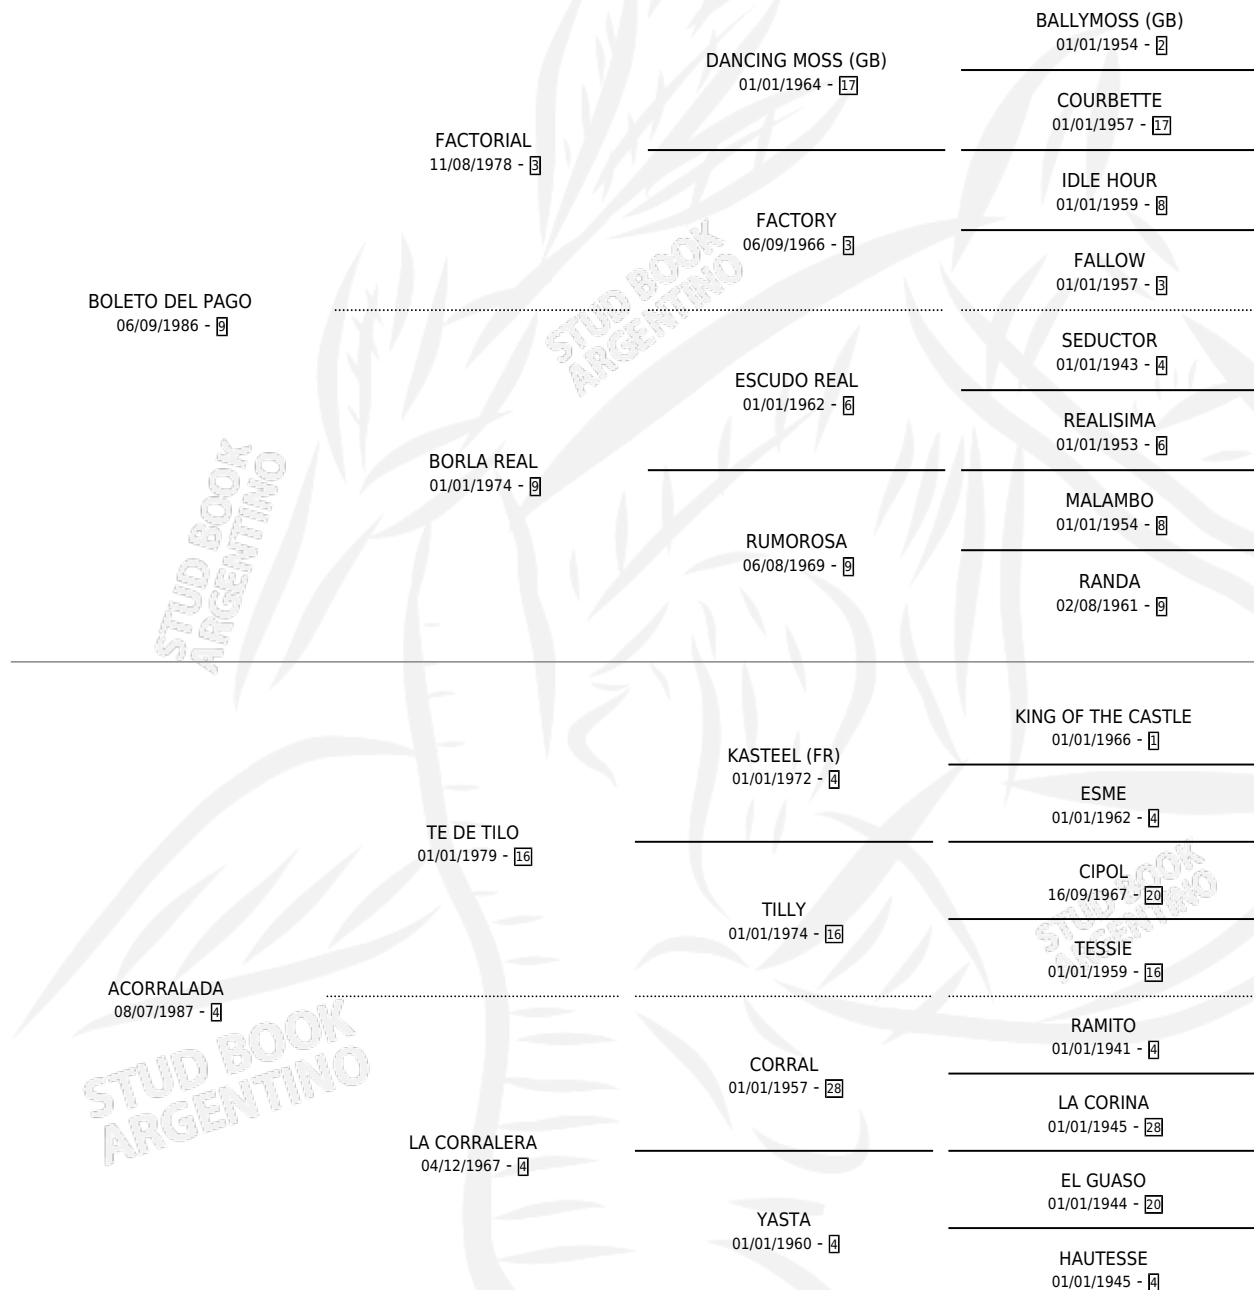 BALLYMOSS (GB)
01/01/1954 - 2
DANCING MOSS (GB)
01/01/1964 - 17
COURBETTE
01/01/1957 - 17
FACTORIAL
11/08/1978 - 3
IDLE HOUR
01/01/1959 - 8
FACTORY
06/09/1966 - 3
FALLOW
01/01/1957 - 3
BOLETO DEL PAGO
06/09/1986 - 9
SEDUCTOR
01/01/1943 - 4
ESCUDO REAL
01/01/1962 - 6
REALISIMA
01/01/1953 - 6
BORLA REAL
01/01/1974 - 9
MALAMBO
01/01/1954 - 8
RUMOROSA
06/08/1969 - 9
RANDA
02/08/1961 - 9
KING OF THE CASTLE
01/01/1966 - 1
KASTEEL (FR)
01/01/1972 - 4
ESME
01/01/1962 - 4
TE DE TILO
01/01/1979 - 16
CIPOL
16/09/1967 - 20
TILLY
01/01/1974 - 16
TESSIE
01/01/1959 - 16
ACORRALADA
08/07/1987 - 4
RAMITO
01/01/1941 - 4
CORRAL
01/01/1957 - 28
LA CORINA
01/01/1945 - 28
LA CORRALERA
04/12/1967 - 4
EL GUASO
01/01/1944 - 20
YASTA
01/01/1960 - 4
HAUTESSE
01/01/1945 - 4
STUD BOOK
ARGENTINO
STUD BOOK
ARGENTINO
STUD BOOK
ARGENTINO
STUD BOOK
ARGENTINO